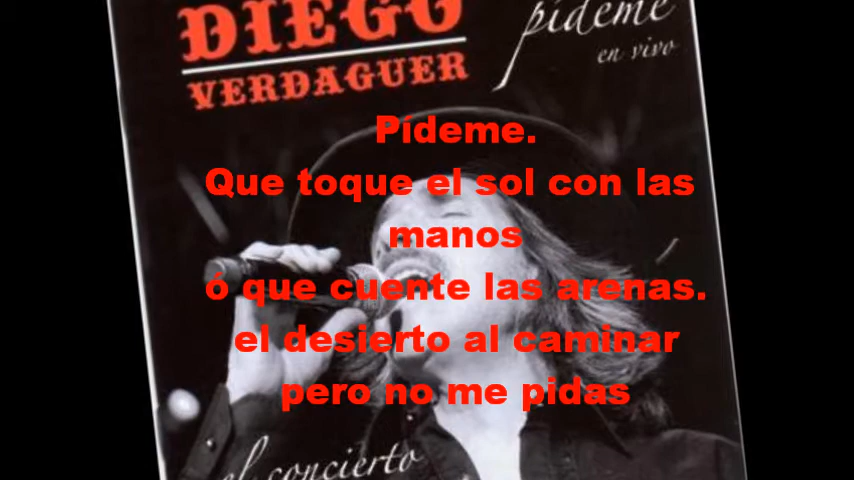 DIEGO
VERDAGUER
pídeme
en vivo
Pídeme.
Que toque el sol con las
manos
ó que cuente las arenas.
el desierto al caminar
pero no me pidas
el concierto